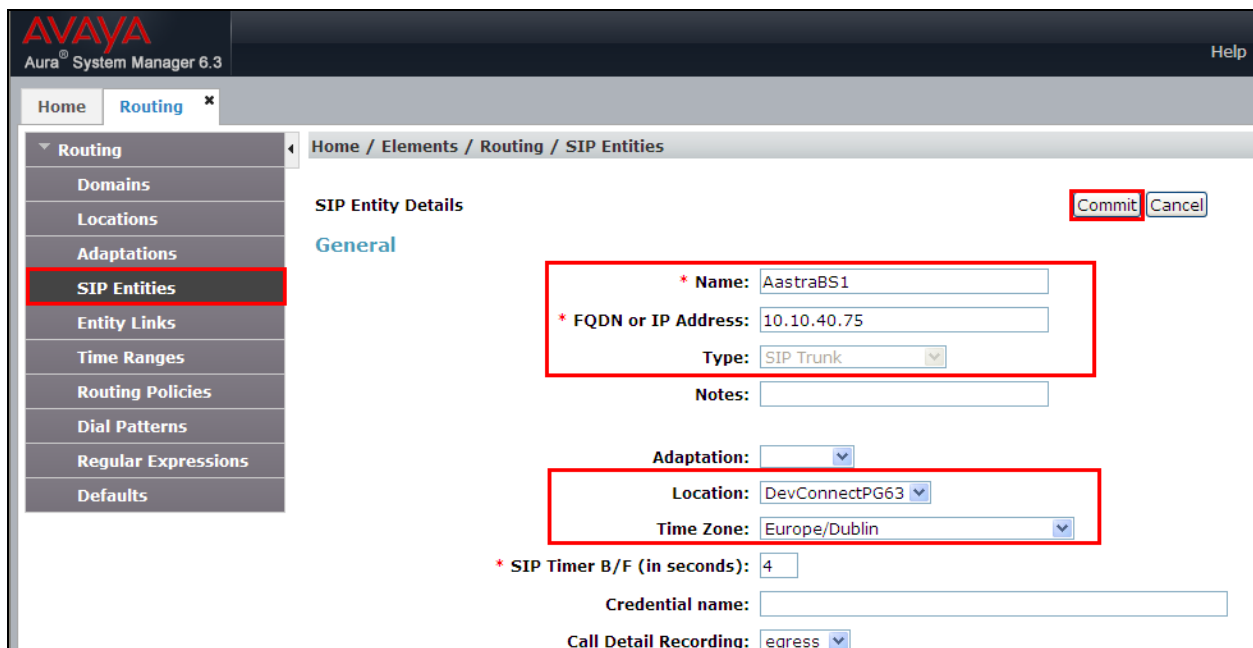 AVAYA
Aura® System Manager 6.3
Help
Home
Routing ×
Routing
Domains
Locations
Adaptations
SIP Entities
Entity Links
Time Ranges
Routing Policies
Dial Patterns
Regular Expressions
Defaults
Home / Elements / Routing / SIP Entities
SIP Entity Details
Commit Cancel
General
* Name: AastraBS1
* FQDN or IP Address: 10.10.40.75
Type: SIP Trunk
Notes:
Adaptation:
Location: DevConnectPG63
Time Zone: Europe/Dublin
* SIP Timer B/F (in seconds): 4
Credential name:
Call Detail Recording: egress